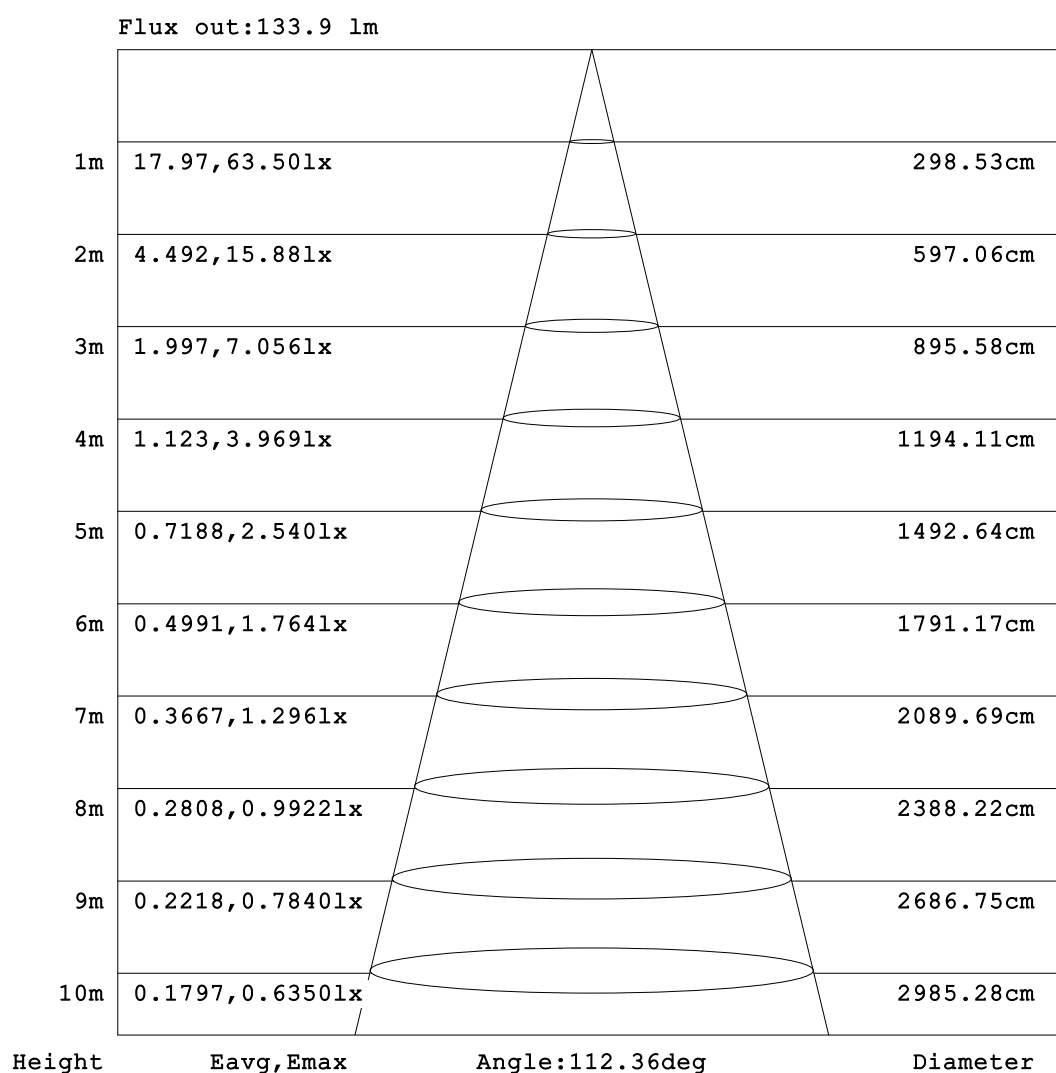 Flux out:133.9 lm
1m 17.97,63.50lx 298.53cm
2m 4.492,15.88lx 597.06cm
3m 1.997,7.056lx 895.58cm
4m 1.123,3.969lx 1194.11cm
5m 0.7188,2.540lx 1492.64cm
6m 0.4991,1.764lx 1791.17cm
7m 0.3667,1.296lx 2089.69cm
8m 0.2808,0.9922lx 2388.22cm
9m 0.2218,0.7840lx 2686.75cm
10m 0.1797,0.6350lx 2985.28cm
Height Eavg,Emax Angle:112.36deg Diameter